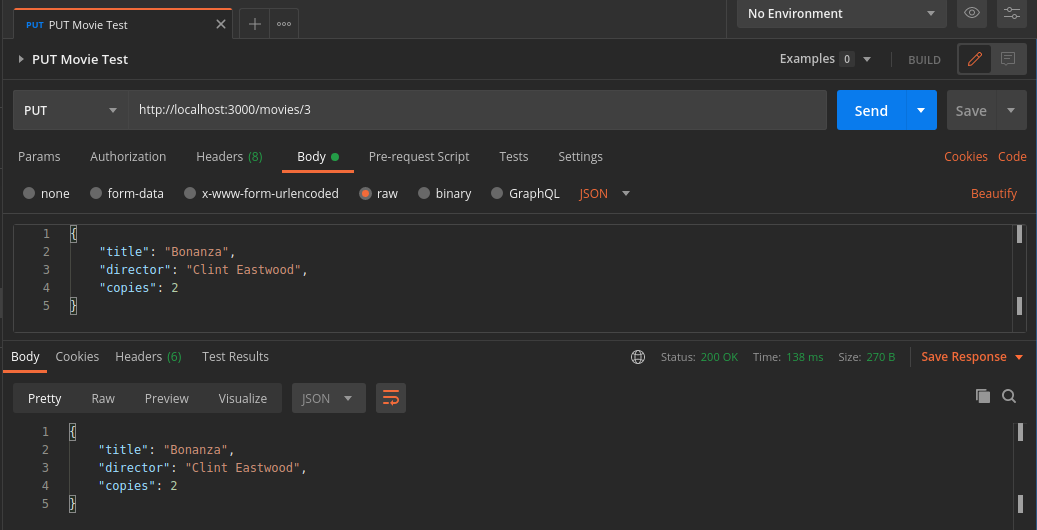 PUT PUT Movie Test
No Environment
PUT Movie Test
Examples 0 BUILD
PUT http://localhost:3000/movies/3 Send Save
Params Authorization Headers (8) Body Pre-request Script Tests Settings Cookies Code
none form-data x-www-form-urlencoded raw binary GraphQL JSON Beautify
1 {
2 "title": "Bonanza",
3 "director": "Clint Eastwood",
4 "copies": 2
5 }
Body Cookies Headers (6) Test Results Status: 200 OK Time: 138 ms Size: 270 B Save Response
Pretty Raw Preview Visualize JSON
1 {
2 "title": "Bonanza",
3 "director": "Clint Eastwood",
4 "copies": 2
5 }